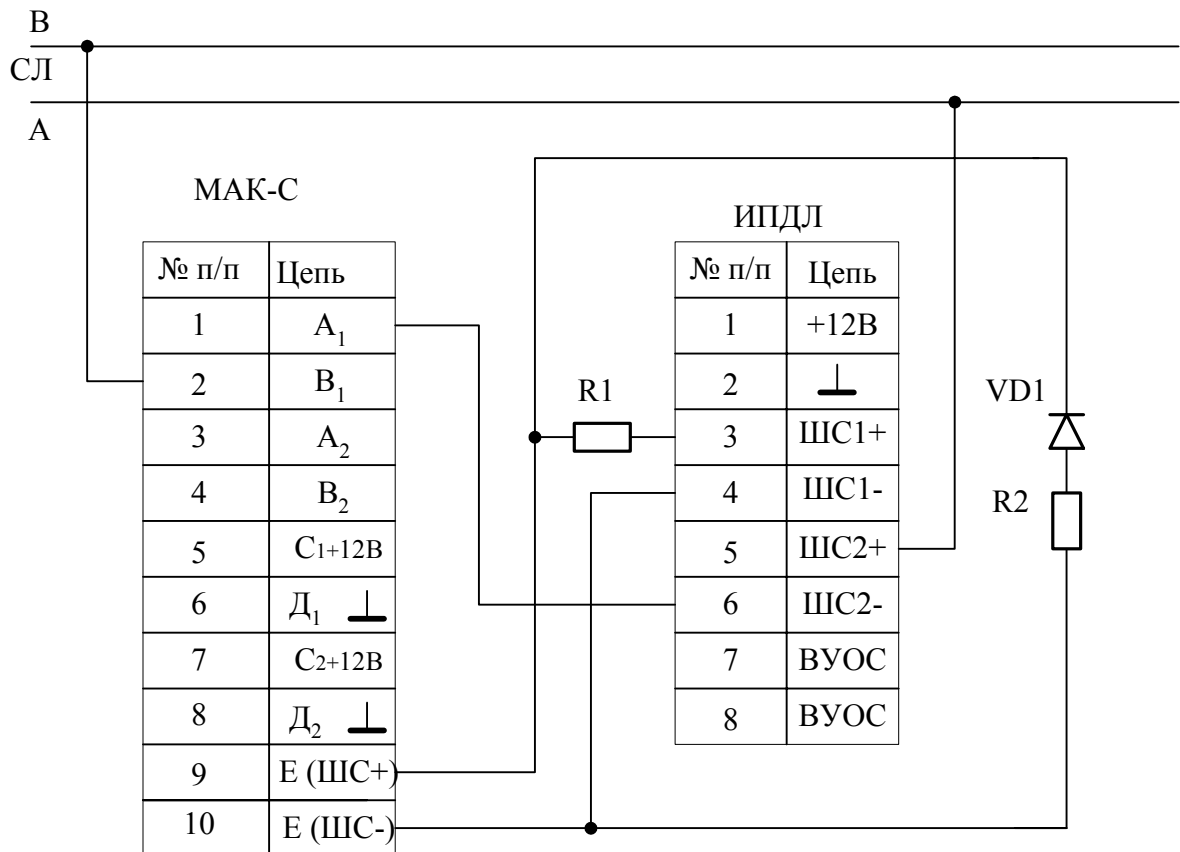 В
СЛ
А
МАК-С
№ п/п Цепь
1 А1
2 В1
3 А2
4 В2
5 С1+12В
6 Д1
7 С2+12В
8 Д2
9 Е (ШС+)
10 Е (ШС-)
R1
ИПДЛ
№ п/п Цепь
1 +12В
2
3 ШС1+
4 ШС1-
5 ШС2+
6 ШС2-
7 ВУОС
8 ВУОС
VD1
R2